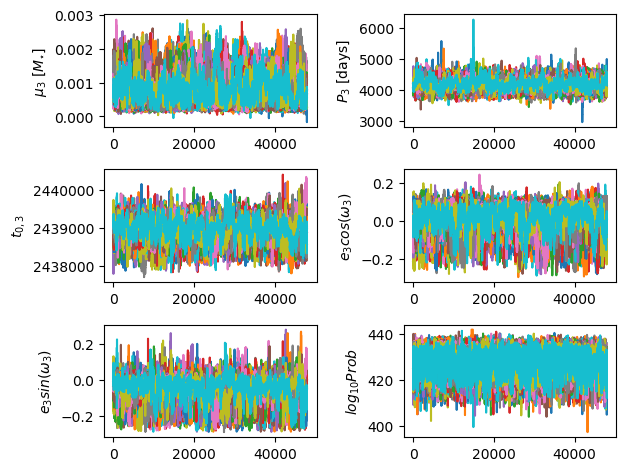 μ₃ [M⋆]
0.003
0.002
0.001
0.000
0 20000 40000
P₃ [days]
6000
5000
4000
3000
0 20000 40000
t₀,₃
2440000
2439000
2438000
0 20000 40000
e₃cos(ω₃)
0.2
0.0
−0.2
0 20000 40000
e₃sin(ω₃)
0.2
0.0
−0.2
0 20000 40000
log₁₀Prob
440
420
400
0 20000 40000